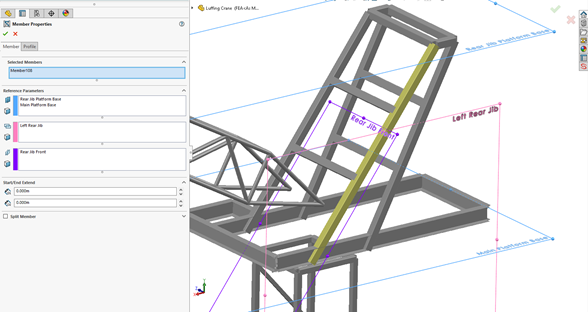 Luffing Crane (FEA-(As M...
Member Properties
Member
Profile
Selected Members
Member10B
Reference Parameters
Rear Jib Platform Base
Main Platform Base
Left Rear Jib
Rear Jib Front
Start/End Extend
0.000m
0.000m
Split Member
Rear Jib Platform Base
Left Rear Jib
Rear Jib Front
Main Platform Base